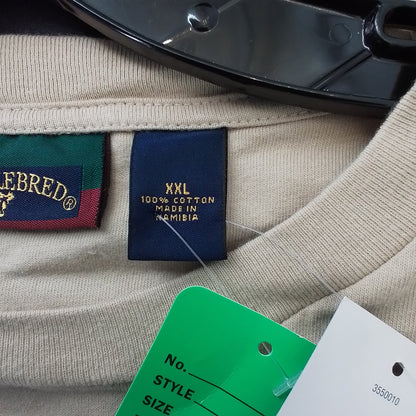 LEBRED®
XXL
100% COTTON
MADE IN
NAMIBIA
No.
STYLE
SIZE
3550010